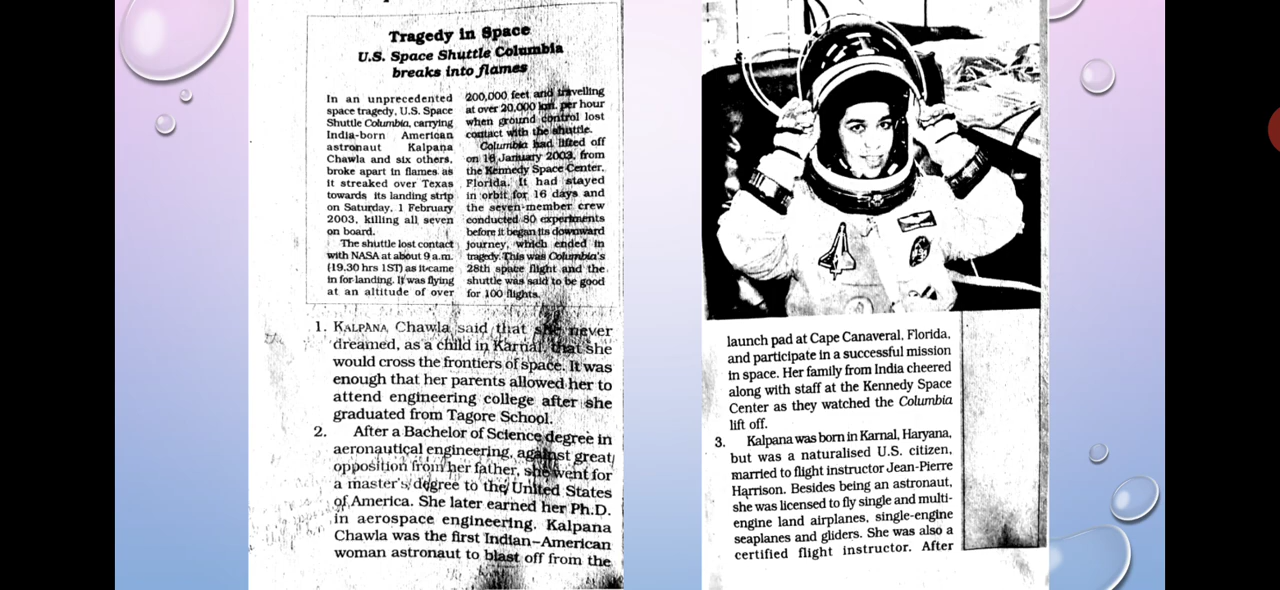 Tragedy in Space
U.S. Space Shuttle Columbia
breaks into flames
In an unprecedented
space tragedy, U.S. Space
Shuttle Columbia, carrying
India-born American
astronaut Kalpana
Chawla and six others,
broke apart in flames as
it streaked over Texas
towards its landing strip
on Saturday, 1 February
2003, killing all seven
on board.
The shuttle lost contact
with NASA at about 9 a.m.
(19.30 hrs IST) as it came
in for landing. It was flying
at an altitude of over
200,000 feet and travelling
at over 20,000 km. per hour
when ground control lost
contact with the shuttle.
Columbia had lifted off
on 16 January 2003, from
the Kennedy Space Center,
Florida. It had stayed
in orbit for 16 days and
the seven-member crew
conducted 80 experiments
before it began its downward
journey, which ended in
tragedy. This was Columbia's
28th space flight and the
shuttle was said to be good
for 100 flights.
1. KALPANA Chawla said that she never
dreamed, as a child in Karnal, that she
would cross the frontiers of space. It was
enough that her parents allowed her to
attend engineering college after she
graduated from Tagore School.
2. After a Bachelor of Science degree in
aeronautical engineering, against great
opposition from her father, she went for
a master's degree to the United States
of America. She later earned her Ph.D.
in aerospace engineering. Kalpana
Chawla was the first Indian–American
woman astronaut to blast off from the
launch pad at Cape Canaveral, Florida,
and participate in a successful mission
in space. Her family from India cheered
along with staff at the Kennedy Space
Center as they watched the Columbia
lift off.
3. Kalpana was born in Karnal, Haryana,
but was a naturalised U.S. citizen,
married to flight instructor Jean-Pierre
Harrison. Besides being an astronaut,
she was licensed to fly single and multi-
engine land airplanes, single-engine
seaplanes and gliders. She was also a
certified flight instructor. After